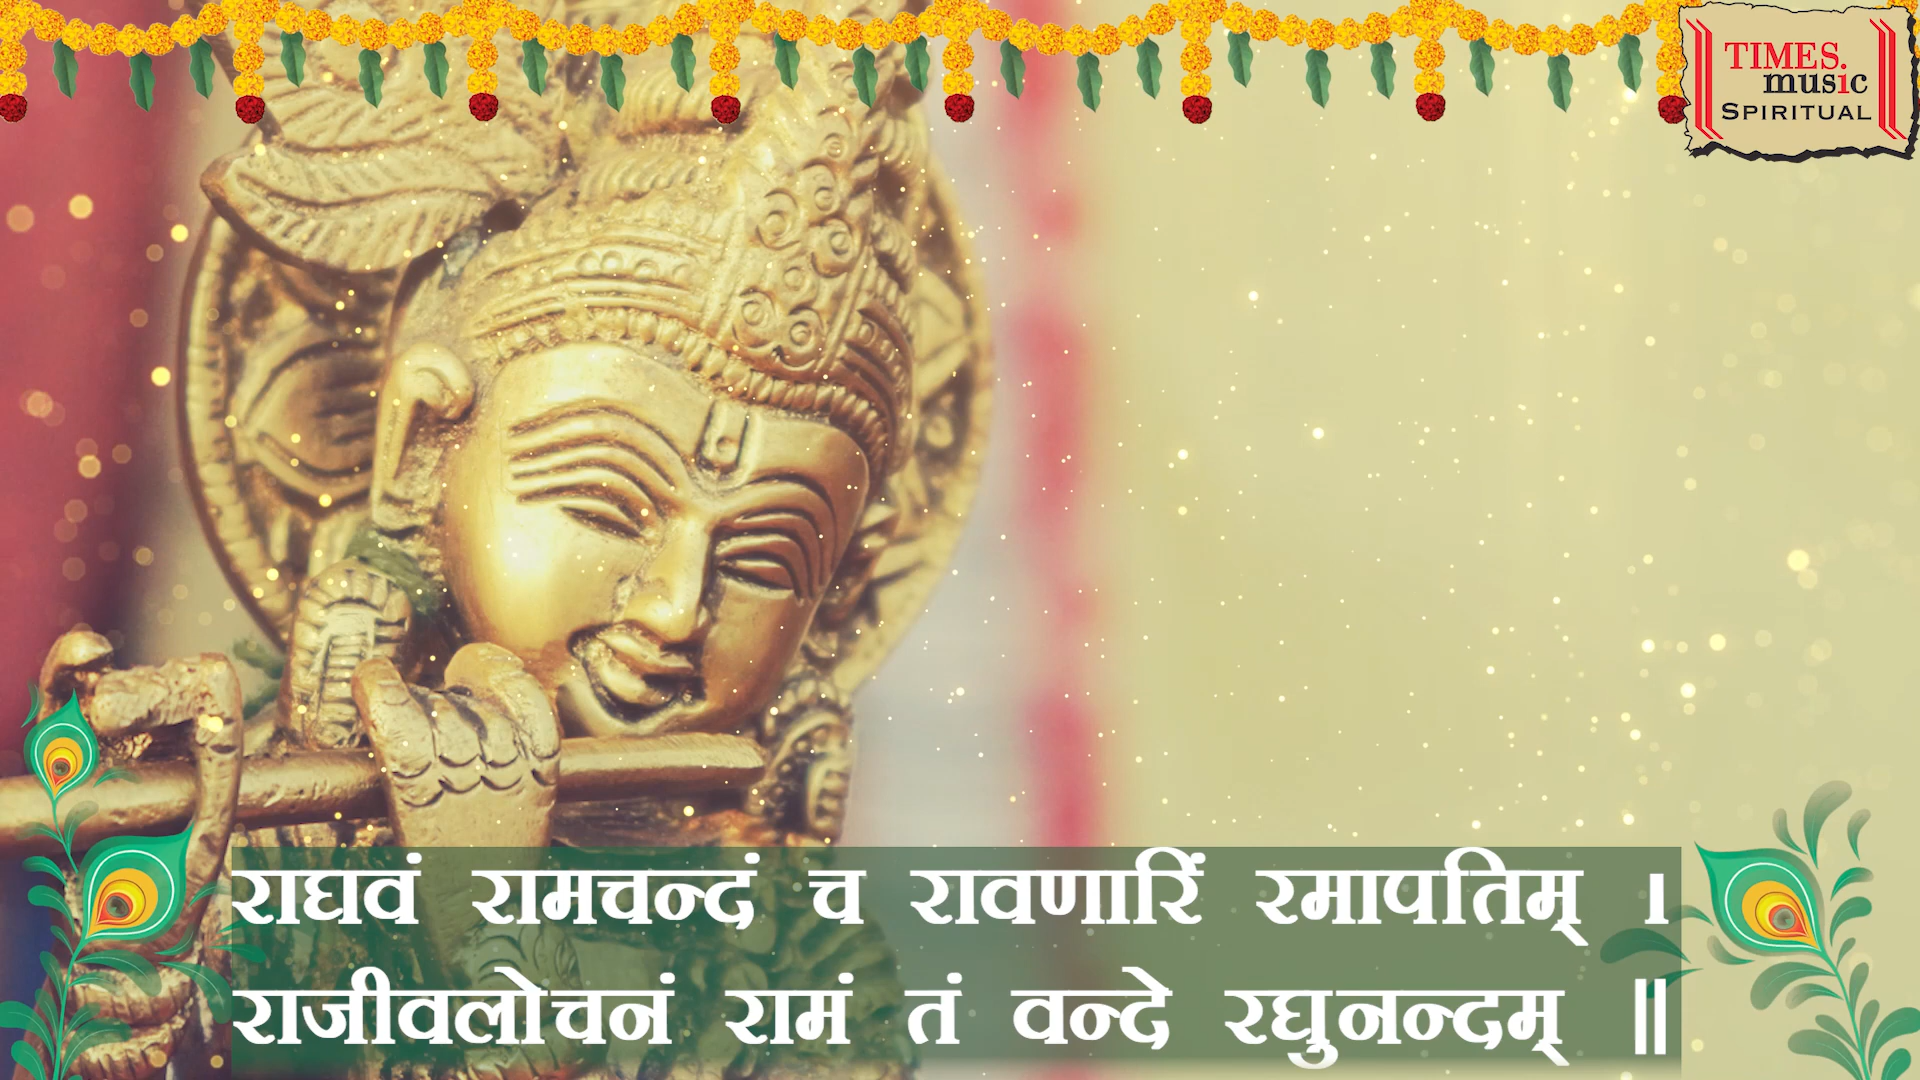 TIMES.
music
SPIRITUAL
राघवं रामचन्दं च रावणारिं रमापतिम् ।
राजीवलोचनं रामं तं वन्दे रघुनन्दम् ॥